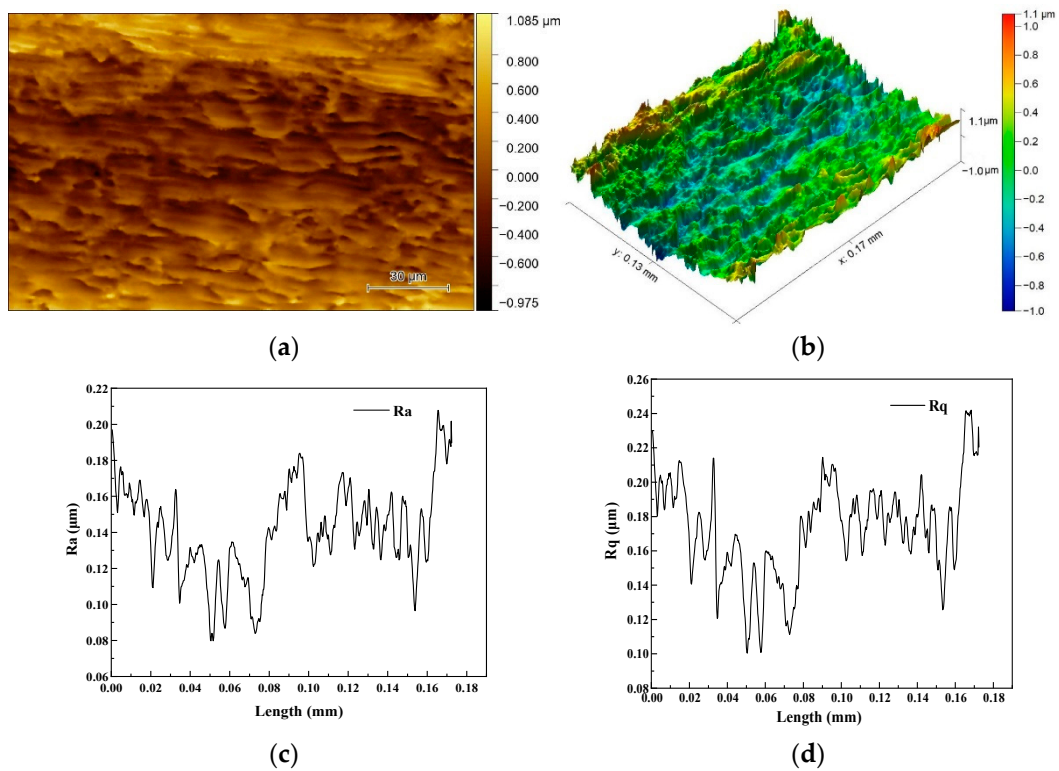 1.085 µm
0.800
0.600
0.400
0.200
0.000
−0.200
−0.400
−0.600
−0.975
30 µm
(a)
1.1 µm
1.0
0.8
0.6
0.4
0.2
0.0
−0.2
−0.4
−0.6
−0.8
−1.0
1.1µm
−1.0µm
y: 0.13 mm
x: 0.17 mm
(b)
0.22
0.20
0.18
0.16
0.14
0.12
0.10
0.08
0.06
Ra (µm)
Ra
0.00 0.02 0.04 0.06 0.08 0.10 0.12 0.14 0.16 0.18
Length (mm)
(c)
0.26
0.24
0.22
0.20
0.18
0.16
0.14
0.12
0.10
0.08
Rq (µm)
Rq
0.00 0.02 0.04 0.06 0.08 0.10 0.12 0.14 0.16 0.18
Length (mm)
(d)